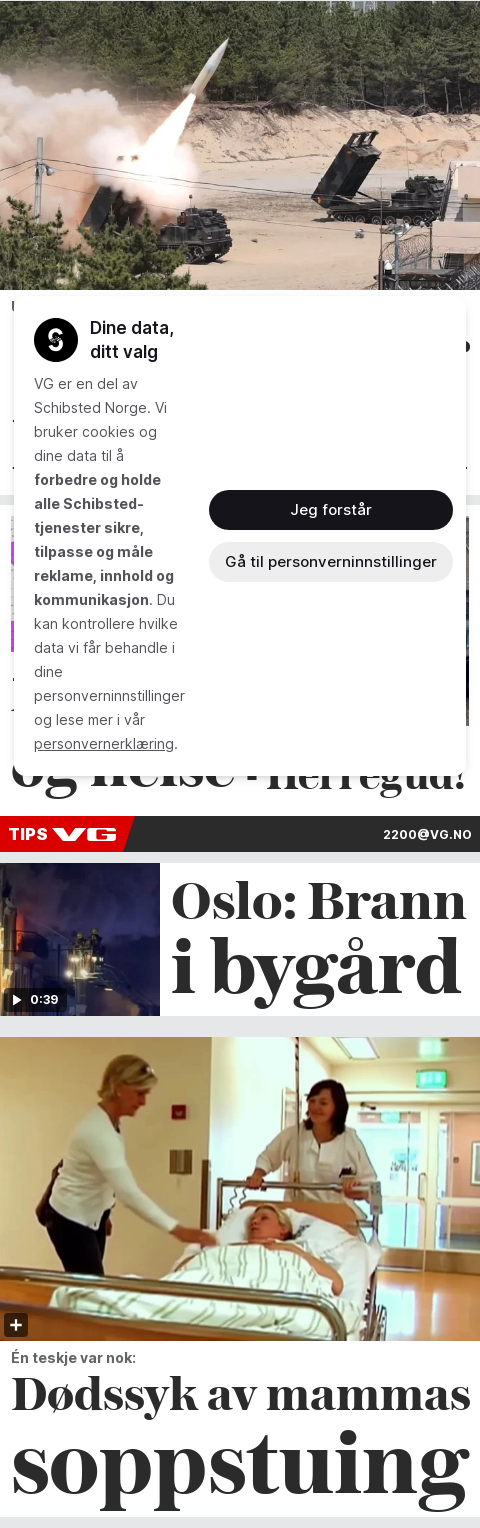 Dine data,
ditt valg
VG er en del av
Schibsted Norge. Vi
bruker cookies og
dine data til å
forbedre og holde
alle Schibsted-
tjenester sikre,
tilpasse og måle
reklame, innhold og
kommunikasjon. Du
kan kontrollere hvilke
data vi får behandle i
dine
personverninnstillinger
og lese mer i vår
personvernerklæring.
Jeg forstår
Gå til personverninnstillinger
og helse - Herregud!
TIPS VG
2200@VG.NO
0:39
Oslo: Brann
i bygård
Én teskje var nok:
Dødssyk av mammas
soppstuing